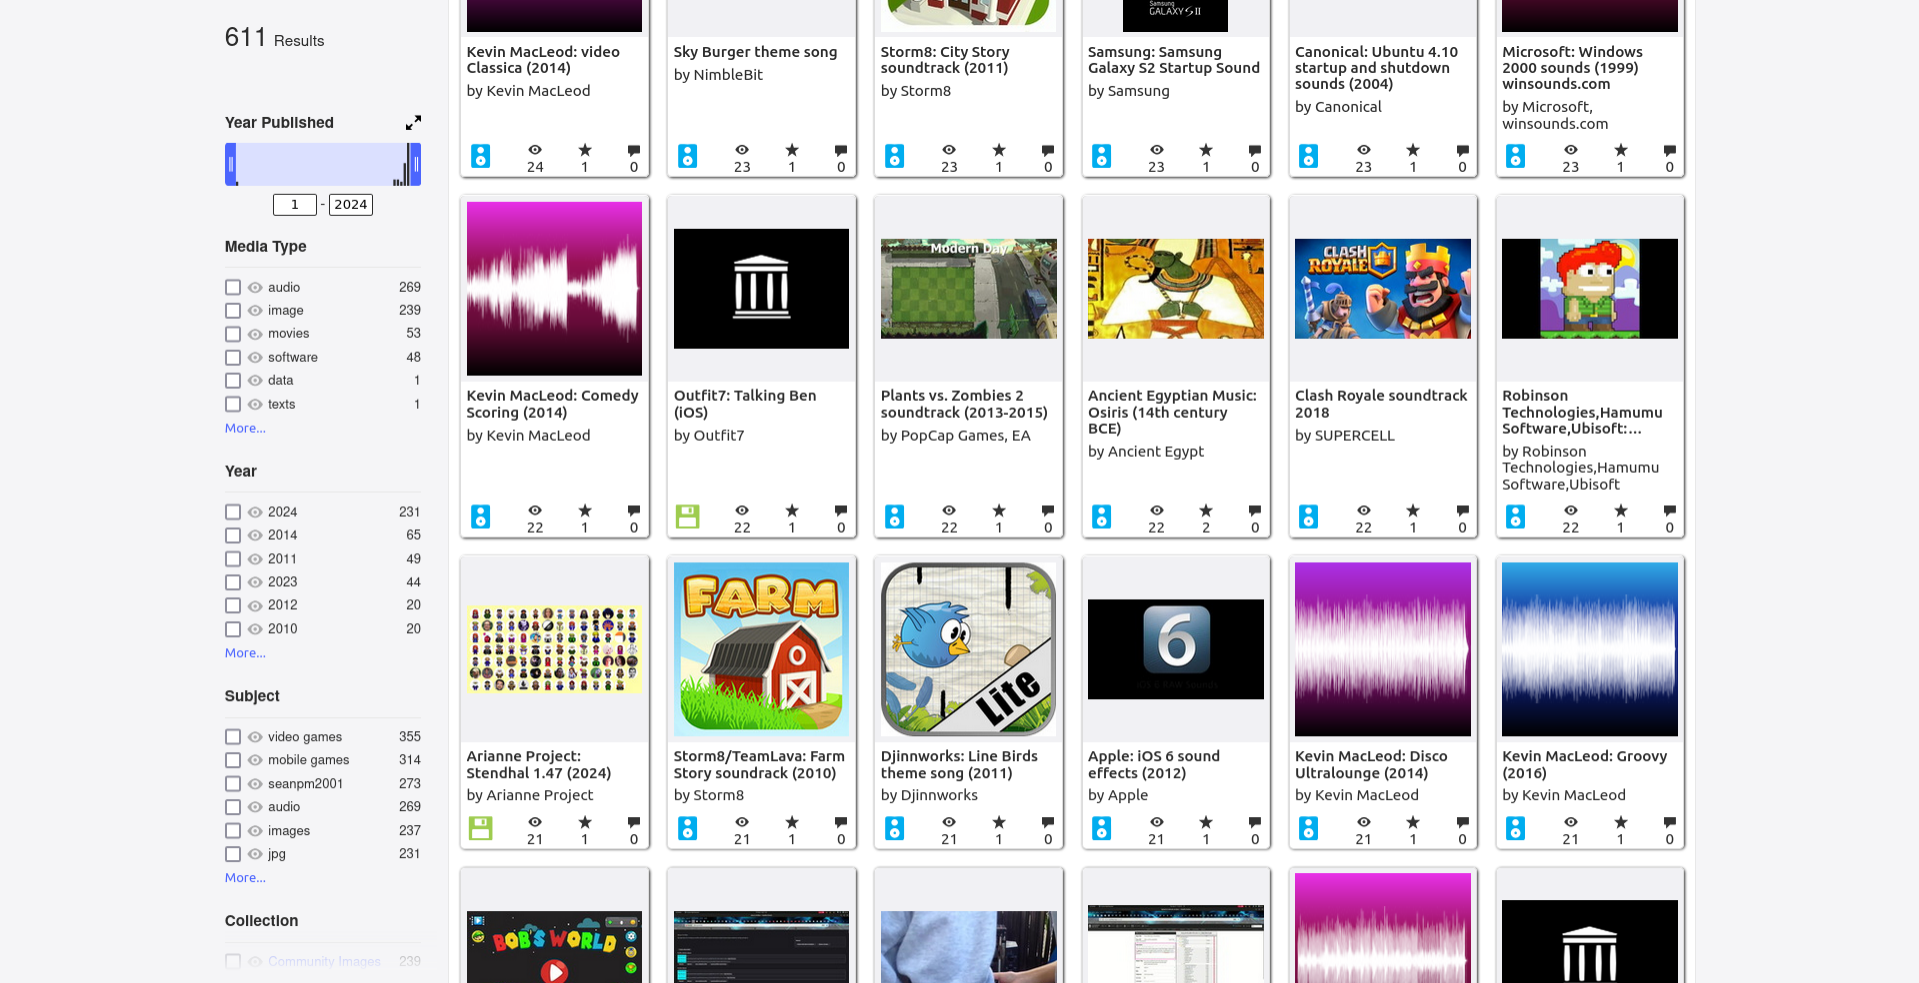 611 Results
Year Published
1 - 2024
Media Type
audio 269
image 239
movies 53
software 48
data 1
texts 1
More...
Year
2024 231
2014 65
2011 49
2023 44
2012 20
2010 20
More...
Subject
video games 355
mobile games 314
seanpm2001 273
audio 269
images 237
jpg 231
More...
Collection
Community Images 239
Kevin MacLeod: video
Classica (2014)
by Kevin MacLeod
24 1 0
Sky Burger theme song
by NimbleBit
23 1 0
Storm8: City Story
soundtrack (2011)
by Storm8
23 1 0
Samsung
GALAXY S II
Samsung: Samsung
Galaxy S2 Startup Sound
by Samsung
23 1 0
Canonical: Ubuntu 4.10
startup and shutdown
sounds (2004)
by Canonical
23 1 0
Microsoft: Windows
2000 sounds (1999)
winsounds.com
by Microsoft,
winsounds.com
23 1 0
Kevin MacLeod: Comedy
Scoring (2014)
by Kevin MacLeod
22 1 0
Outfit7: Talking Ben
(iOS)
by Outfit7
22 1 0
Modern Day
Plants vs. Zombies 2
soundtrack (2013-2015)
by PopCap Games, EA
22 1 0
Ancient Egyptian Music:
Osiris (14th century
BCE)
by Ancient Egypt
22 2 0
CLASH
ROYALE
Clash Royale soundtrack
2018
by SUPERCELL
22 1 0
Robinson
Technologies,Hamumu
Software,Ubisoft:...
by Robinson
Technologies,Hamumu
Software,Ubisoft
22 1 0
Arianne Project:
Stendhal 1.47 (2024)
by Arianne Project
21 1 0
FARM
Storm8/TeamLava: Farm
Story soundrack (2010)
by Storm8
21 1 0
Lite
Djinnworks: Line Birds
theme song (2011)
by Djinnworks
21 1 0
6
Apple: iOS 6 sound
effects (2012)
by Apple
21 1 0
Kevin MacLeod: Disco
Ultralounge (2014)
by Kevin MacLeod
21 1 0
Kevin MacLeod: Groovy
(2016)
by Kevin MacLeod
21 1 0
BOB'S WORLD